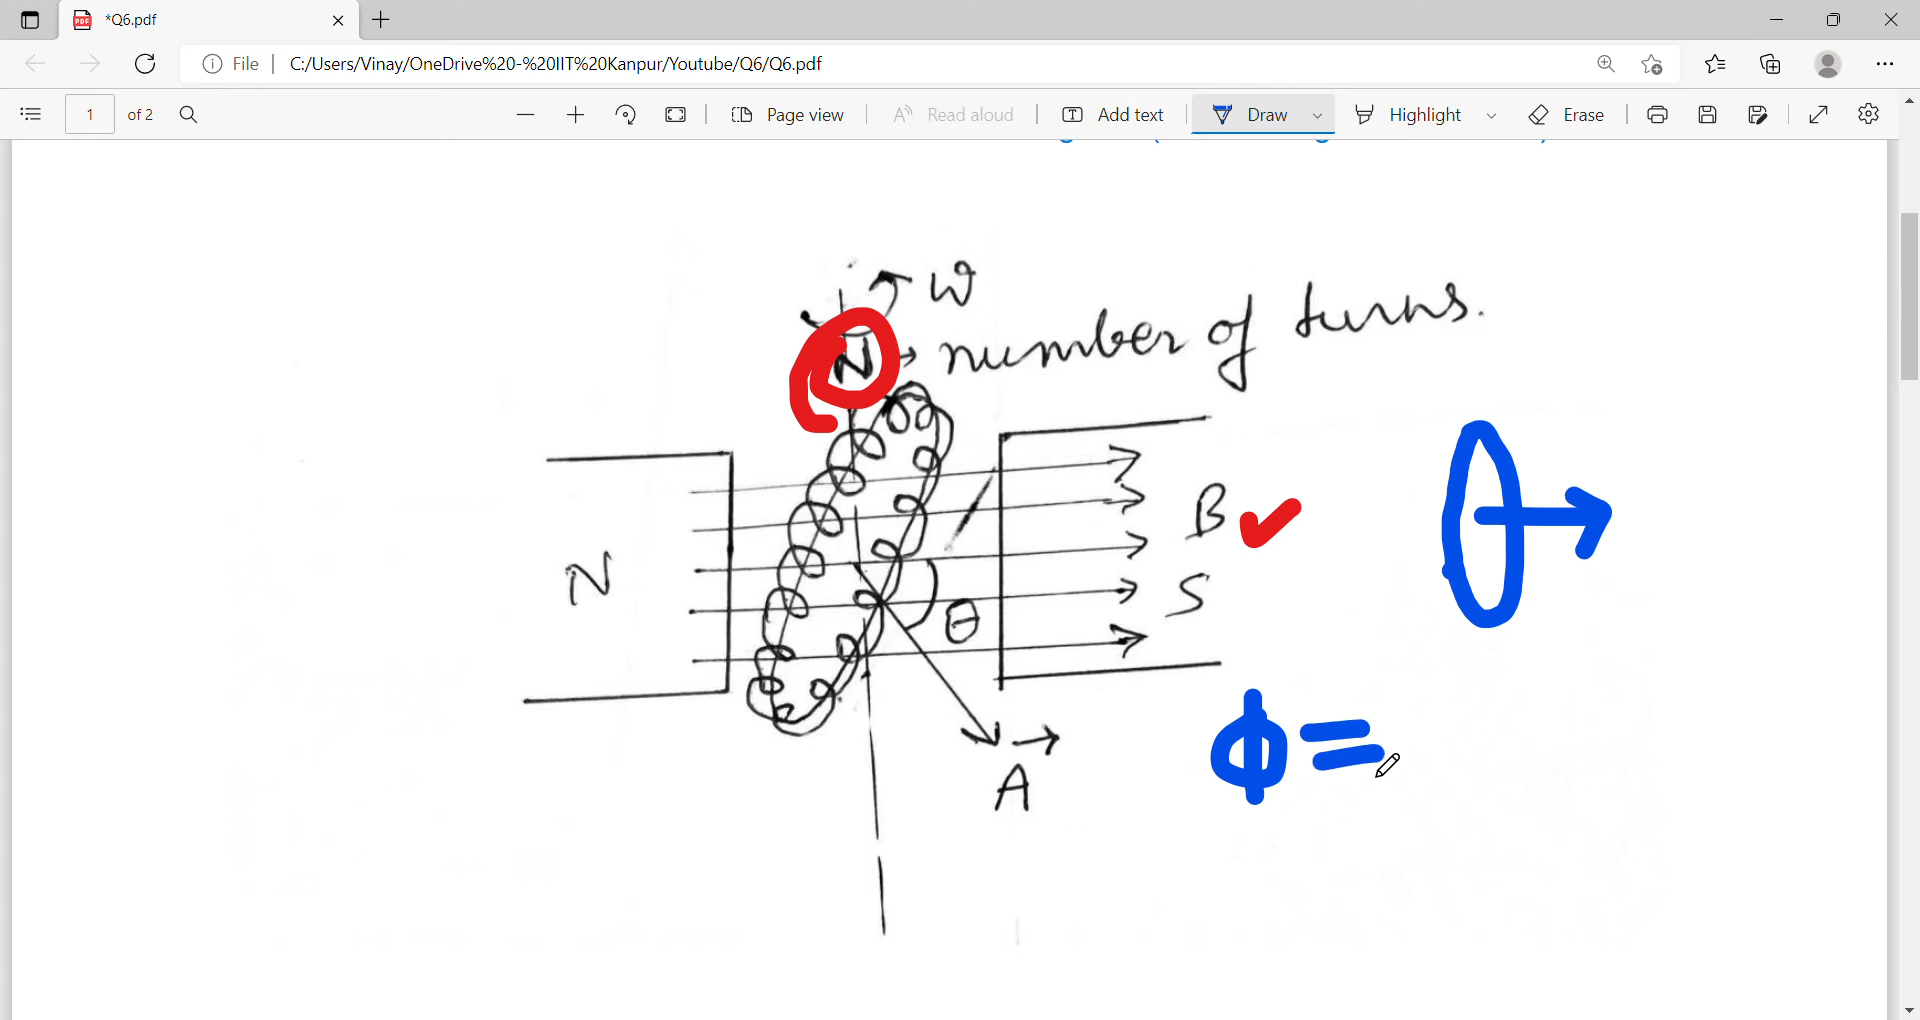 *Q6.pdf
File
C:/Users/Vinay/OneDrive%20-%20IIT%20Kanpur/Youtube/Q6/Q6.pdf
1 of 2
Page view
Read aloud
Add text
Draw
Highlight
Erase
ω
N → number of turns.
B
N
S
θ
A
ϕ =